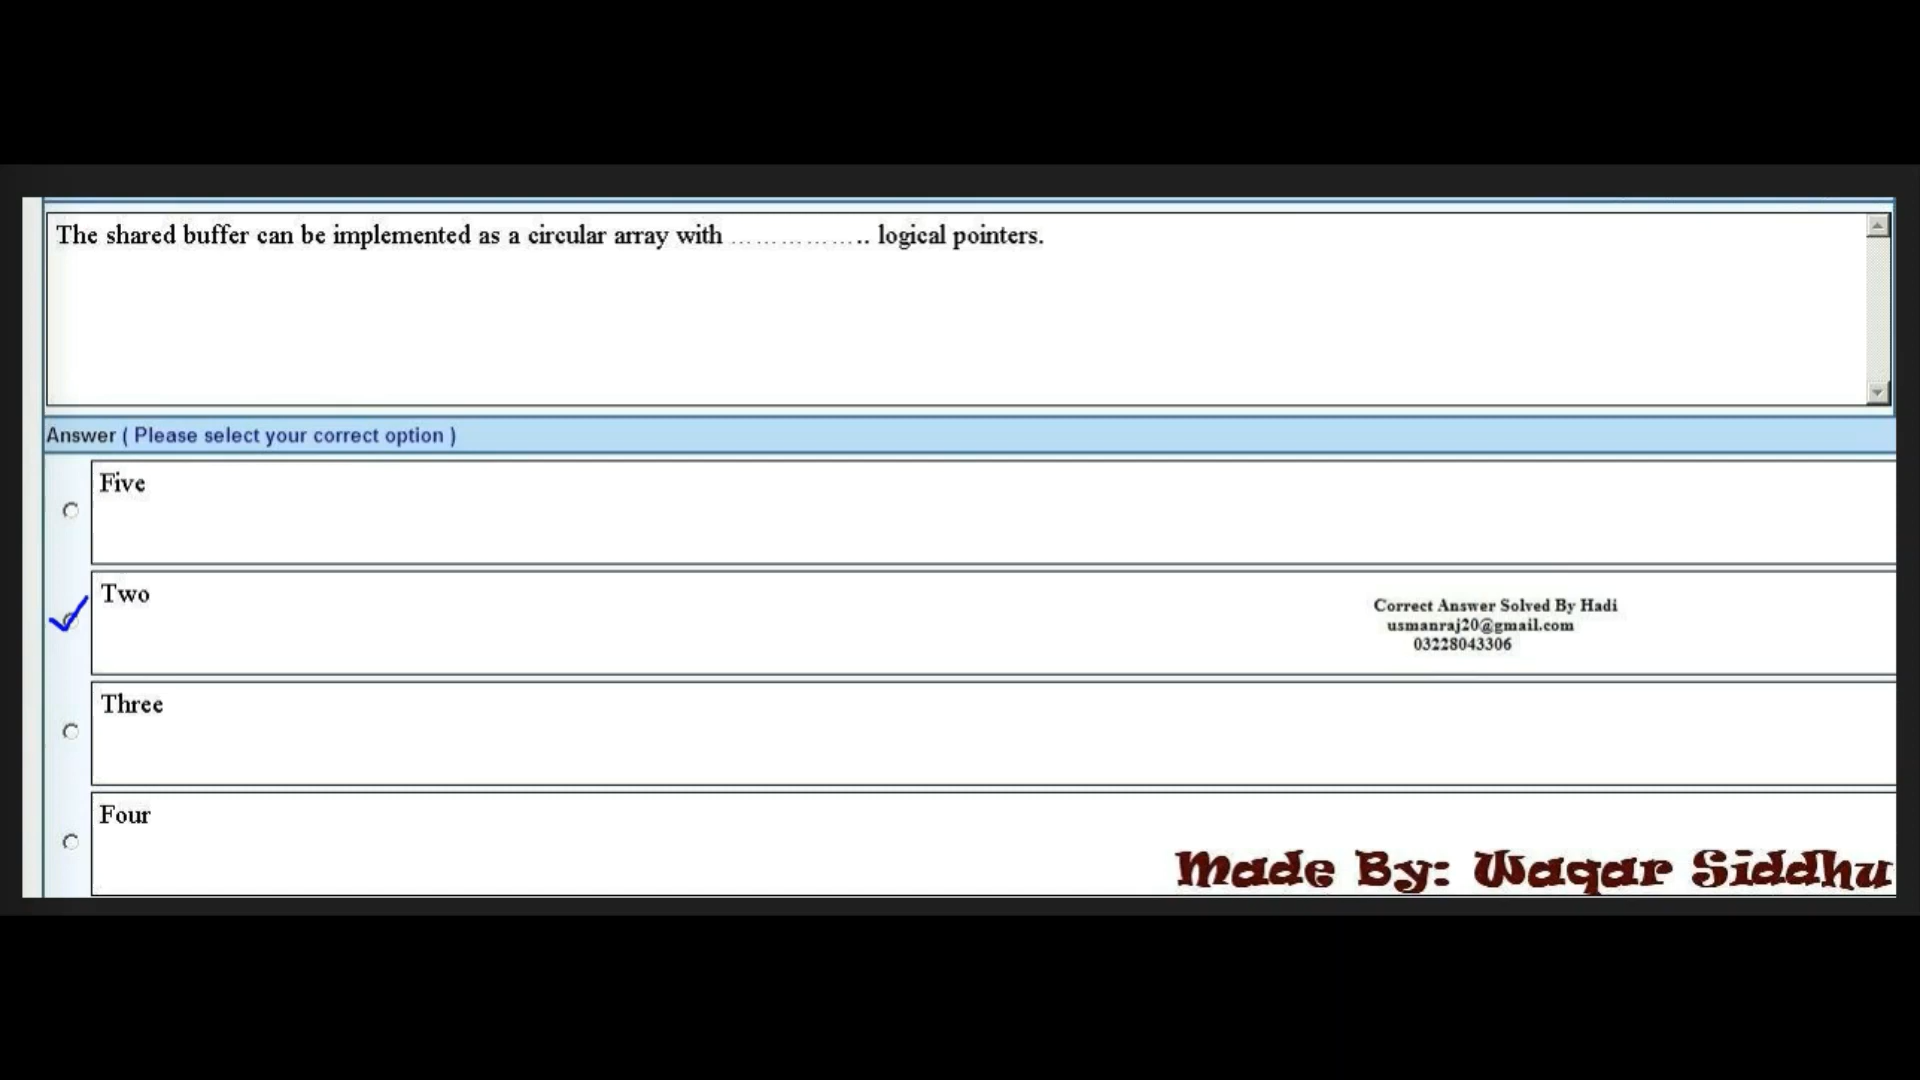 The shared buffer can be implemented as a circular array with …………….. logical pointers.
Answer ( Please select your correct option )
Five
Two
Correct Answer Solved By Hadi
usmanraj20@gmail.com
03228043306
Three
Four
Made By: Waqar Siddhu